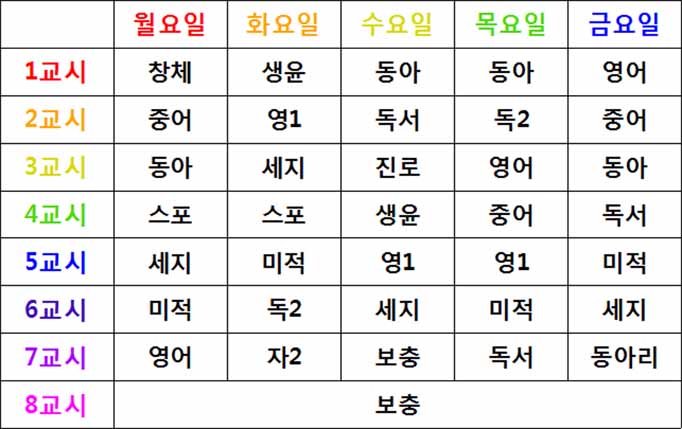 월요일 화요일 수요일 목요일 금요일
1교시 창체 생윤 동아 동아 영어
2교시 중어 영1 독서 독2 중어
3교시 동아 세지 진로 영어 동아
4교시 스포 스포 생윤 중어 독서
5교시 세지 미적 영1 영1 미적
6교시 미적 독2 세지 미적 세지
7교시 영어 자2 보충 독서 동아리
8교시 보충